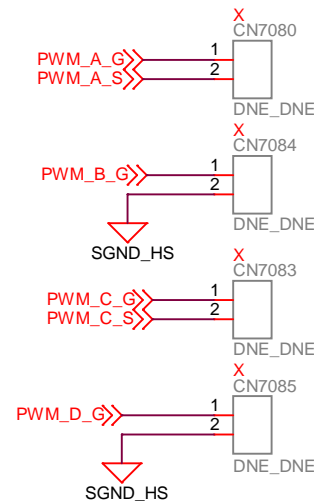 X
CN7080
PWM_A_G 1
PWM_A_S 2
DNE_DNE
X
CN7084
PWM_B_G 1
2
DNE_DNE
SGND_HS
X
CN7083
PWM_C_G 1
PWM_C_S 2
DNE_DNE
X
CN7085
PWM_D_G 1
2
DNE_DNE
SGND_HS